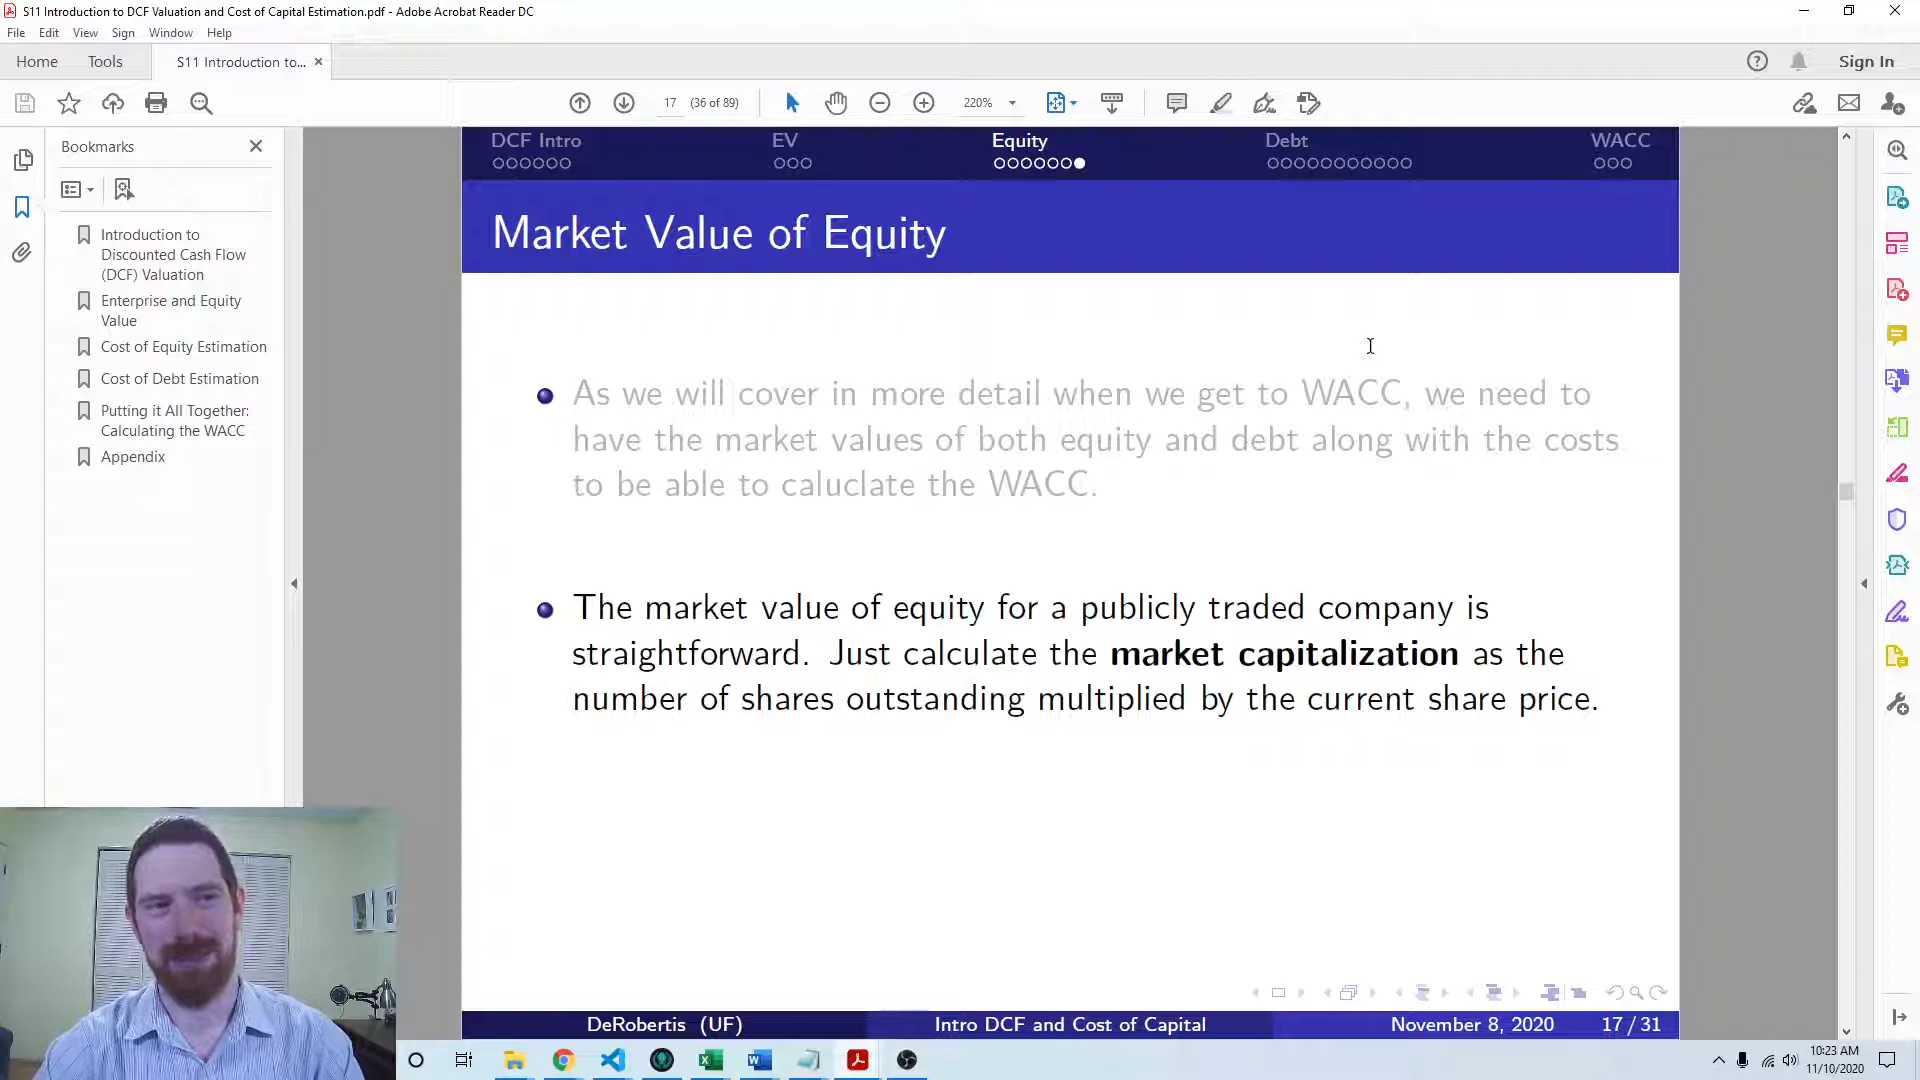 S11 Introduction to DCF Valuation and Cost of Capital Estimation.pdf - Adobe Acrobat Reader DC
File Edit View Sign Window Help
Home Tools S11 Introduction to... × Sign In
17 (36 of 89) 220%
Bookmarks
Introduction to
Discounted Cash Flow
(DCF) Valuation
Enterprise and Equity
Value
Cost of Equity Estimation
Cost of Debt Estimation
Putting it All Together:
Calculating the WACC
Appendix
DCF Intro EV Equity Debt WACC
Market Value of Equity
As we will cover in more detail when we get to WACC, we need to
have the market values of both equity and debt along with the costs
to be able to caluclate the WACC.
The market value of equity for a publicly traded company is
straightforward. Just calculate the market capitalization as the
number of shares outstanding multiplied by the current share price.
DeRobertis (UF) Intro DCF and Cost of Capital November 8, 2020 17 / 31
10:23 AM
11/10/2020